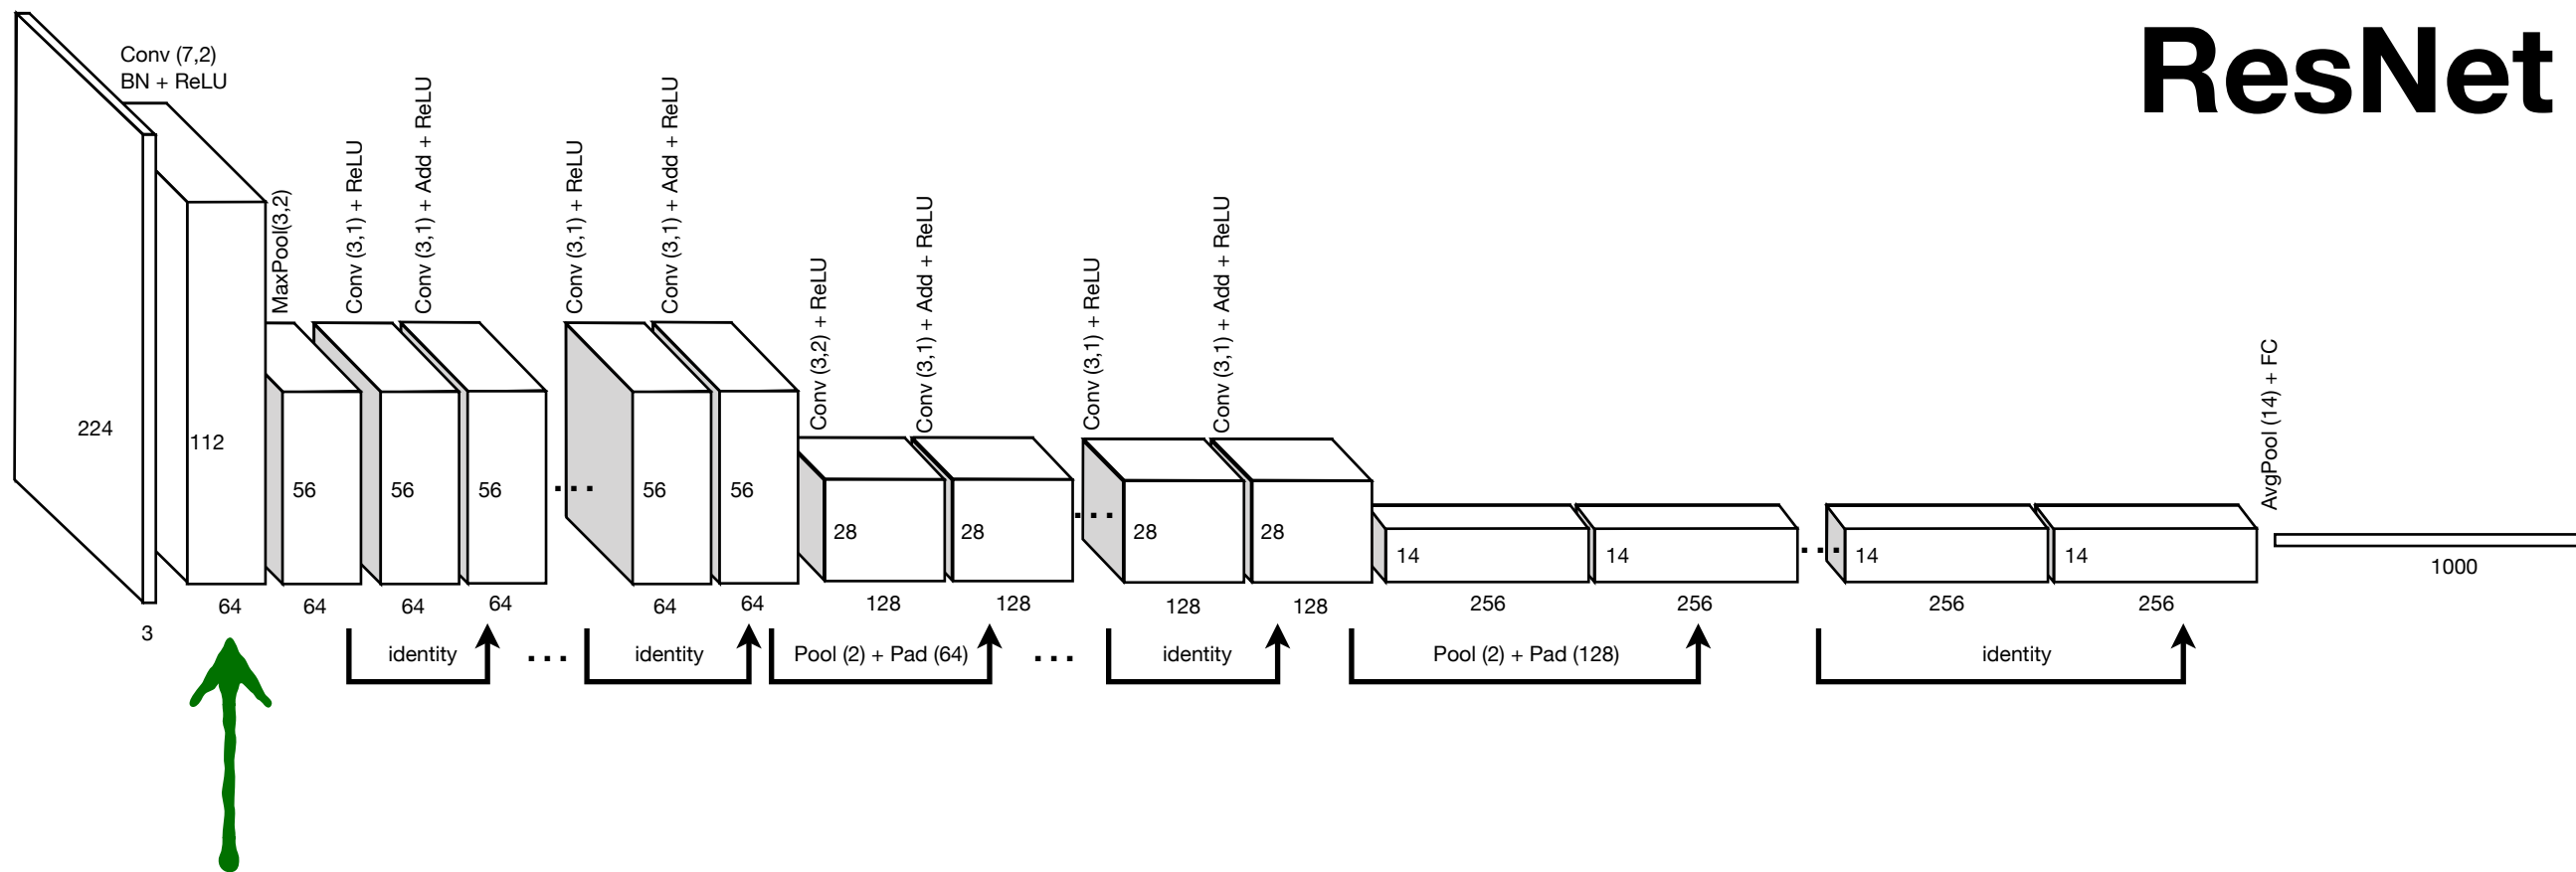 ResNet
Conv (7,2)
BN + ReLU
MaxPool(3,2)
Conv (3,1) + ReLU
Conv (3,1) + Add + ReLU
Conv (3,1) + ReLU
Conv (3,1) + Add + ReLU
Conv (3,2) + ReLU
Conv (3,1) + Add + ReLU
Conv (3,1) + ReLU
Conv (3,1) + Add + ReLU
AvgPool (14) + FC
224
112
56
56
56
...
56
56
28
28
...
28
28
14
14
...
14
14
3
64
64
64
64
64
64
128
128
128
128
256
256
256
256
1000
identity
...
identity
Pool (2) + Pad (64)
...
identity
Pool (2) + Pad (128)
identity